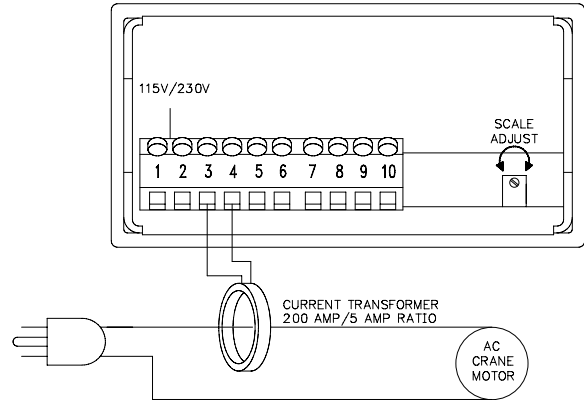 115V/230V
SCALE
ADJUST
1 2 3 4 5 6 7 8 9 10
CURRENT TRANSFORMER
200 AMP/5 AMP RATIO
AC
CRANE
MOTOR